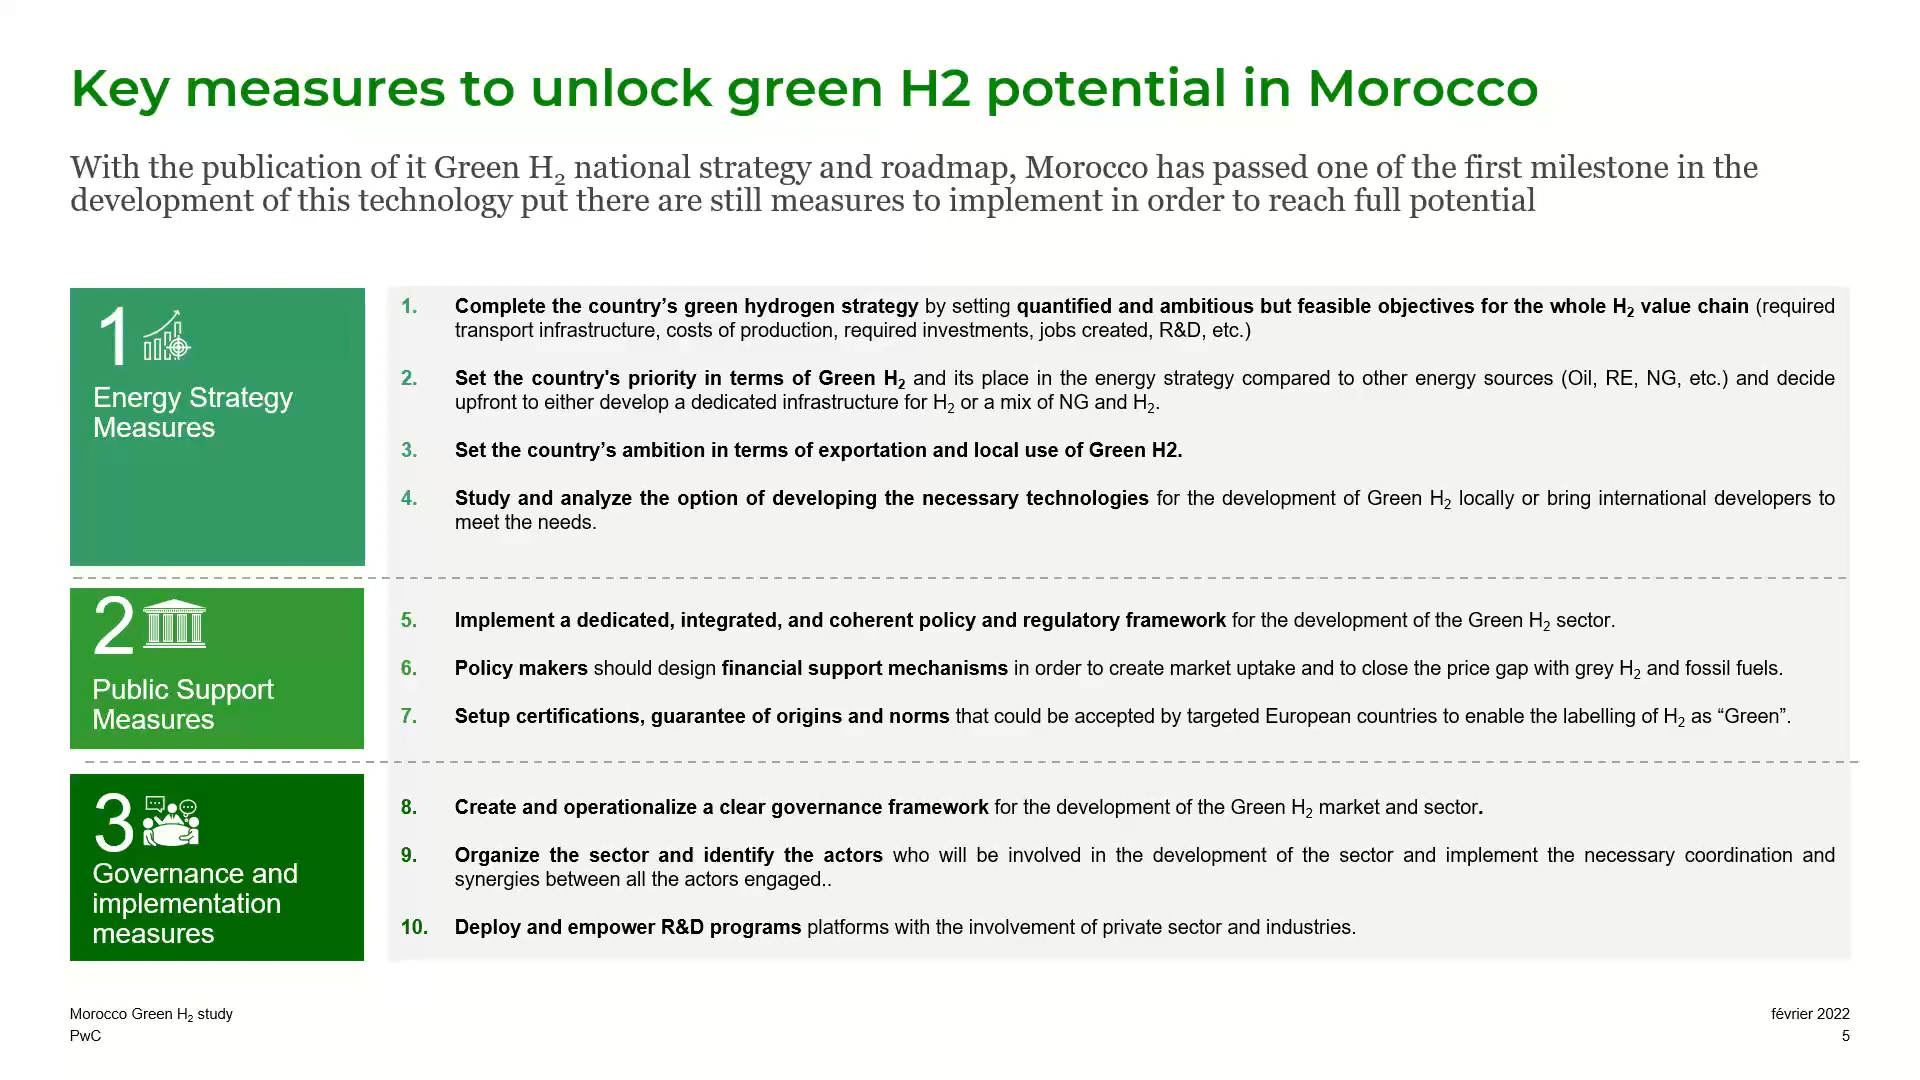 Key measures to unlock green H2 potential in Morocco
With the publication of it Green H₂ national strategy and roadmap, Morocco has passed one of the first milestone in the
development of this technology put there are still measures to implement in order to reach full potential
1
Energy Strategy
Measures
1. Complete the country’s green hydrogen strategy by setting quantified and ambitious but feasible objectives for the whole H₂ value chain (required
transport infrastructure, costs of production, required investments, jobs created, R&D, etc.)
2. Set the country's priority in terms of Green H₂ and its place in the energy strategy compared to other energy sources (Oil, RE, NG, etc.) and decide
upfront to either develop a dedicated infrastructure for H₂ or a mix of NG and H₂.
3. Set the country’s ambition in terms of exportation and local use of Green H2.
4. Study and analyze the option of developing the necessary technologies for the development of Green H₂ locally or bring international developers to
meet the needs.
2
Public Support
Measures
5. Implement a dedicated, integrated, and coherent policy and regulatory framework for the development of the Green H₂ sector.
6. Policy makers should design financial support mechanisms in order to create market uptake and to close the price gap with grey H₂ and fossil fuels.
7. Setup certifications, guarantee of origins and norms that could be accepted by targeted European countries to enable the labelling of H₂ as “Green”.
3
Governance and
implementation
measures
8. Create and operationalize a clear governance framework for the development of the Green H₂ market and sector.
9. Organize the sector and identify the actors who will be involved in the development of the sector and implement the necessary coordination and
synergies between all the actors engaged..
10. Deploy and empower R&D programs platforms with the involvement of private sector and industries.
Morocco Green H₂ study
PwC
février 2022
5